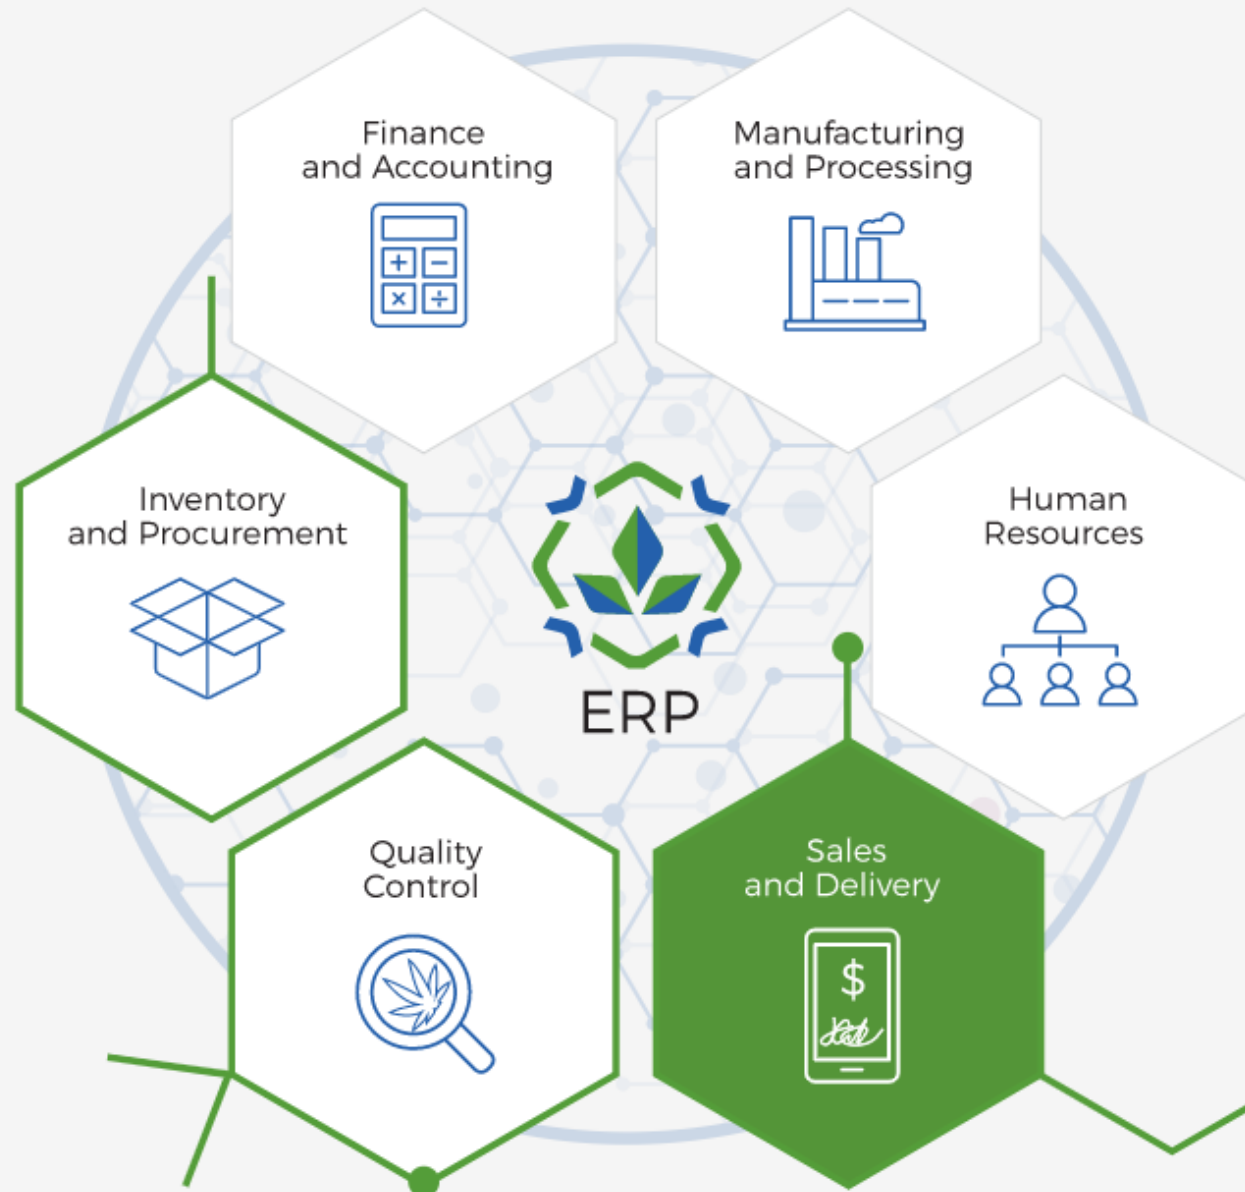 Finance
and Accounting
Manufacturing
and Processing
Inventory
and Procurement
Human
Resources
ERP
Quality
Control
Sales
and Delivery
$